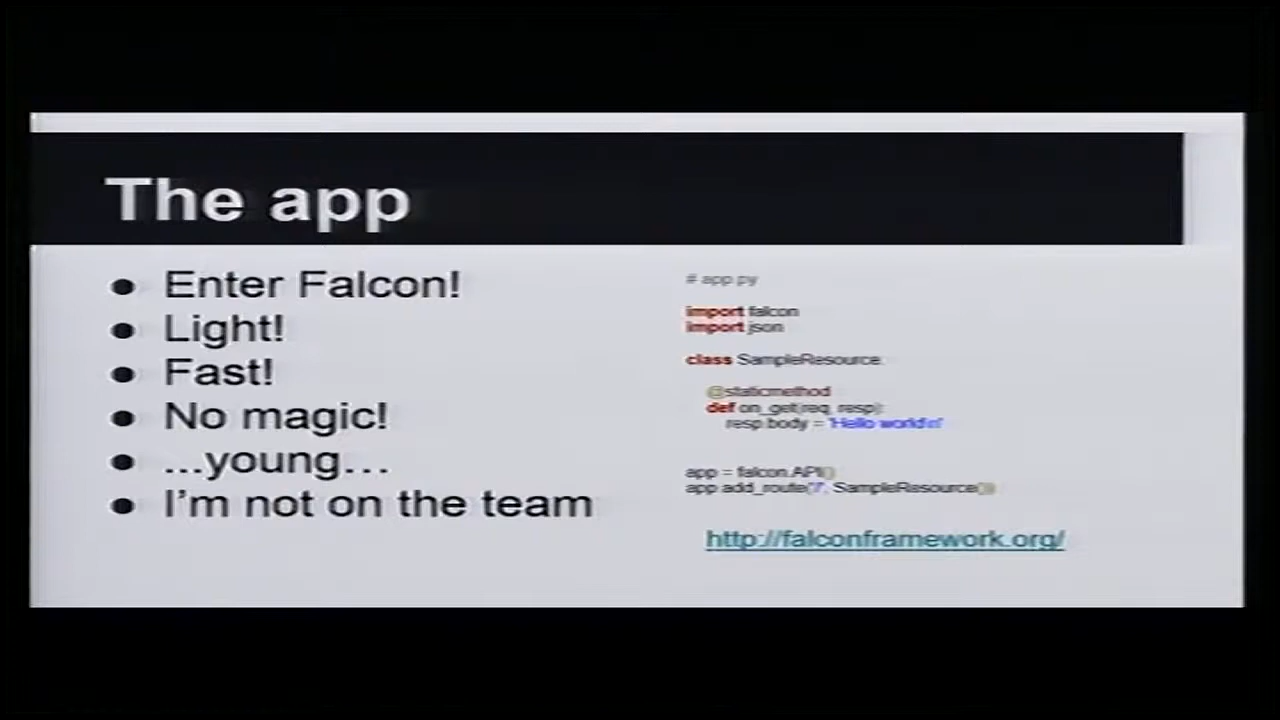 The app
● Enter Falcon!
● Light!
● Fast!
● No magic!
● ...young…
● I'm not on the team
# app.py
import falcon
import json
class SampleResource:
@staticmethod
def on_get(req, resp):
resp.body = 'Hello world\n'
app = falcon.API()
app.add_route('/', SampleResource())
http://falconframework.org/